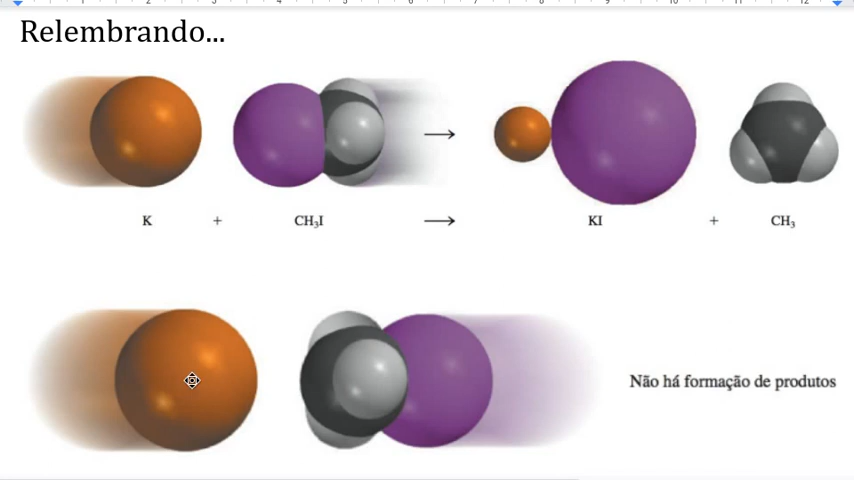 Relembrando...
K + CH₃I ⟶ KI + CH₃
Não há formação de produtos